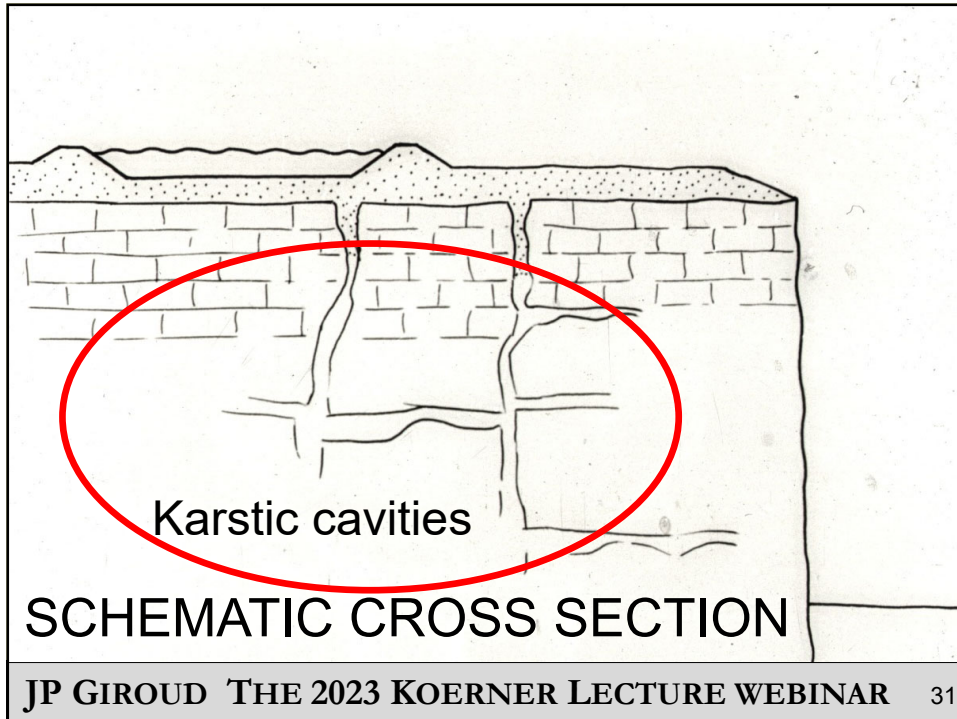 Karstic cavities
SCHEMATIC CROSS SECTION
JP GIROUD THE 2023 KOERNER LECTURE WEBINAR 31